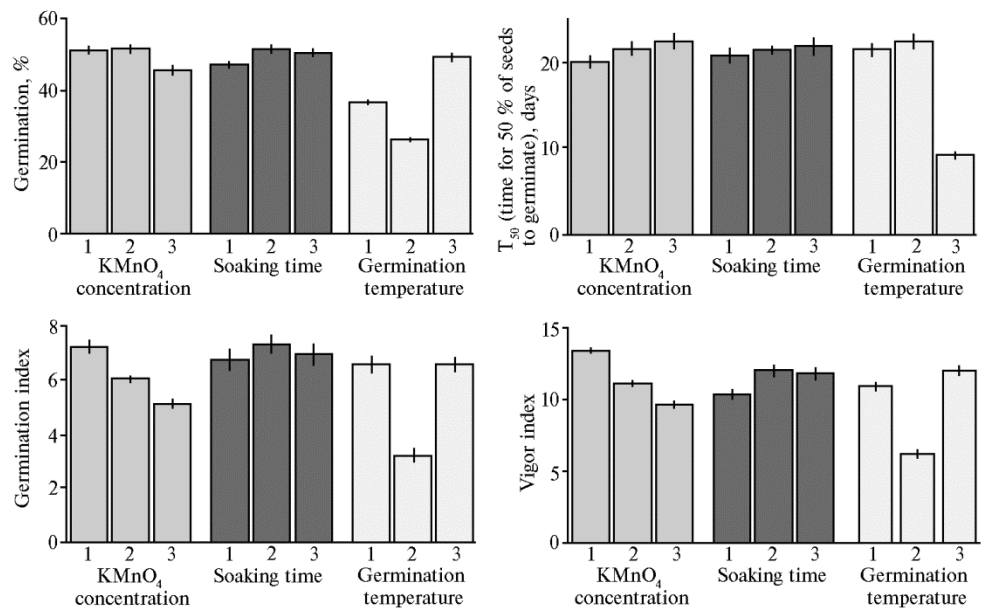 Germination, %
60
40
20
0
1 2 3 1 2 3 1 2 3
KMnO₄ concentration
Soaking time
Germination temperature
T₅₀ (time for 50 % of seeds
to germinate), days
20
10
0
1 2 3 1 2 3 1 2 3
KMnO₄ concentration
Soaking time
Germination temperature
Germination index
8
6
4
2
0
1 2 3 1 2 3 1 2 3
KMnO₄ concentration
Soaking time
Germination temperature
Vigor index
15
10
5
0
1 2 3 1 2 3 1 2 3
KMnO₄ concentration
Soaking time
Germination temperature